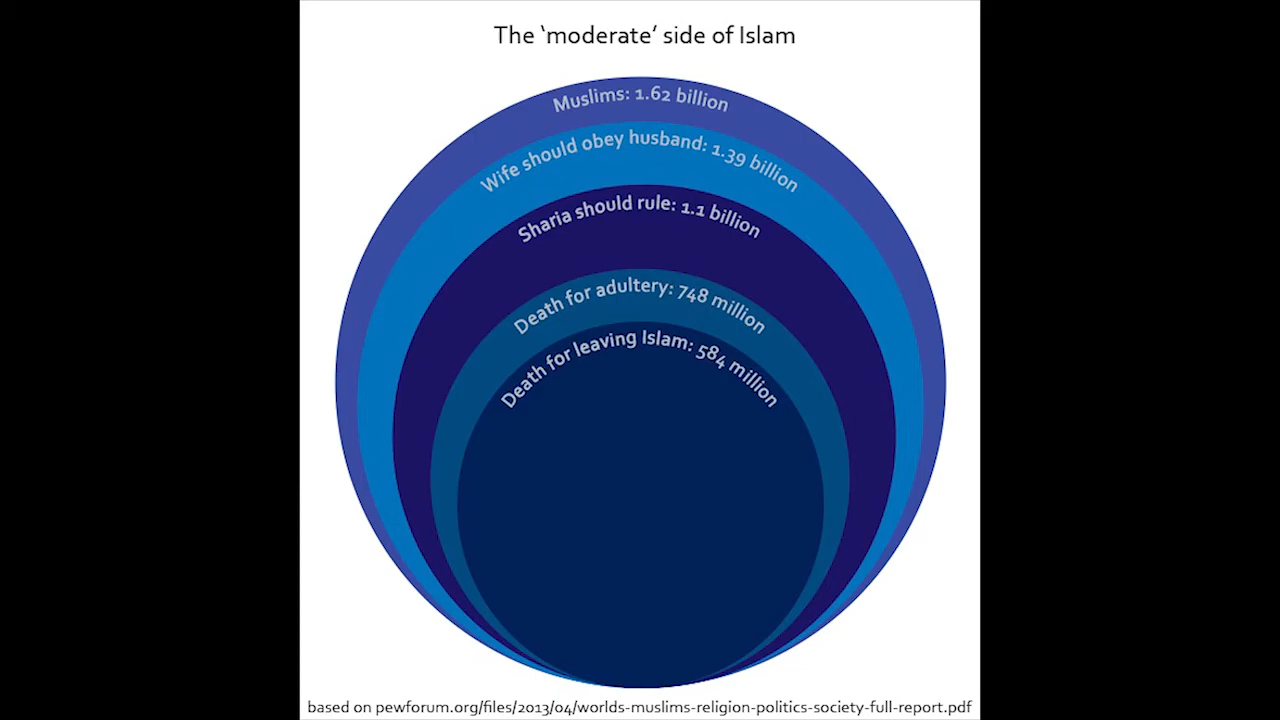 The ‘moderate’ side of Islam
Muslims: 1.62 billion
Wife should obey husband: 1.39 billion
Sharia should rule: 1.1 billion
Death for adultery: 748 million
Death for leaving Islam: 584 million
based on pewforum.org/files/2013/04/worlds-muslims-religion-politics-society-full-report.pdf